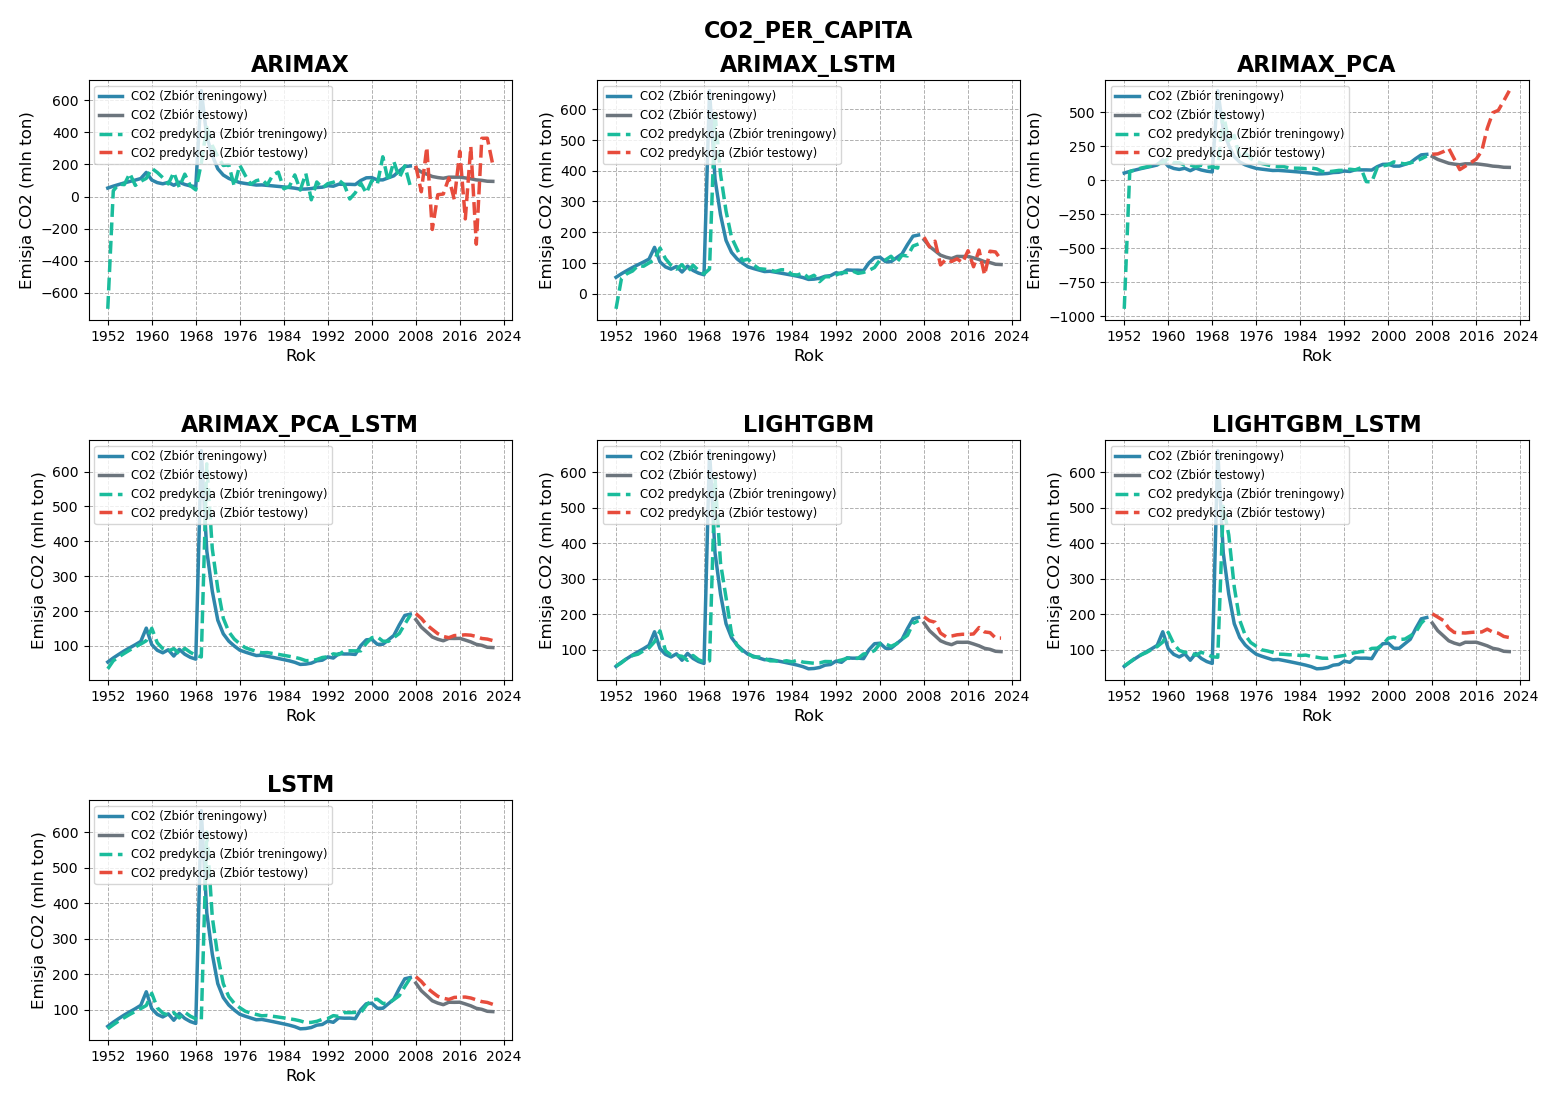 CO2_PER_CAPITA
ARIMAX
Emisja CO2 (mln ton)
600
400
200
0
−200
−400
−600
CO2 (Zbiór treningowy)
CO2 (Zbiór testowy)
CO2 predykcja (Zbiór treningowy)
CO2 predykcja (Zbiór testowy)
1952 1960 1968 1976 1984 1992 2000 2008 2016 2024
Rok
ARIMAX_LSTM
Emisja CO2 (mln ton)
600
500
400
300
200
100
0
CO2 (Zbiór treningowy)
CO2 (Zbiór testowy)
CO2 predykcja (Zbiór treningowy)
CO2 predykcja (Zbiór testowy)
1952 1960 1968 1976 1984 1992 2000 2008 2016 2024
Rok
ARIMAX_PCA
Emisja CO2 (mln ton)
500
250
0
−250
−500
−750
−1000
CO2 (Zbiór treningowy)
CO2 (Zbiór testowy)
CO2 predykcja (Zbiór treningowy)
CO2 predykcja (Zbiór testowy)
1952 1960 1968 1976 1984 1992 2000 2008 2016 2024
Rok
ARIMAX_PCA_LSTM
Emisja CO2 (mln ton)
600
500
400
300
200
100
CO2 (Zbiór treningowy)
CO2 (Zbiór testowy)
CO2 predykcja (Zbiór treningowy)
CO2 predykcja (Zbiór testowy)
1952 1960 1968 1976 1984 1992 2000 2008 2016 2024
Rok
LIGHTGBM
Emisja CO2 (mln ton)
600
500
400
300
200
100
CO2 (Zbiór treningowy)
CO2 (Zbiór testowy)
CO2 predykcja (Zbiór treningowy)
CO2 predykcja (Zbiór testowy)
1952 1960 1968 1976 1984 1992 2000 2008 2016 2024
Rok
LIGHTGBM_LSTM
Emisja CO2 (mln ton)
600
500
400
300
200
100
CO2 (Zbiór treningowy)
CO2 (Zbiór testowy)
CO2 predykcja (Zbiór treningowy)
CO2 predykcja (Zbiór testowy)
1952 1960 1968 1976 1984 1992 2000 2008 2016 2024
Rok
LSTM
Emisja CO2 (mln ton)
600
500
400
300
200
100
CO2 (Zbiór treningowy)
CO2 (Zbiór testowy)
CO2 predykcja (Zbiór treningowy)
CO2 predykcja (Zbiór testowy)
1952 1960 1968 1976 1984 1992 2000 2008 2016 2024
Rok